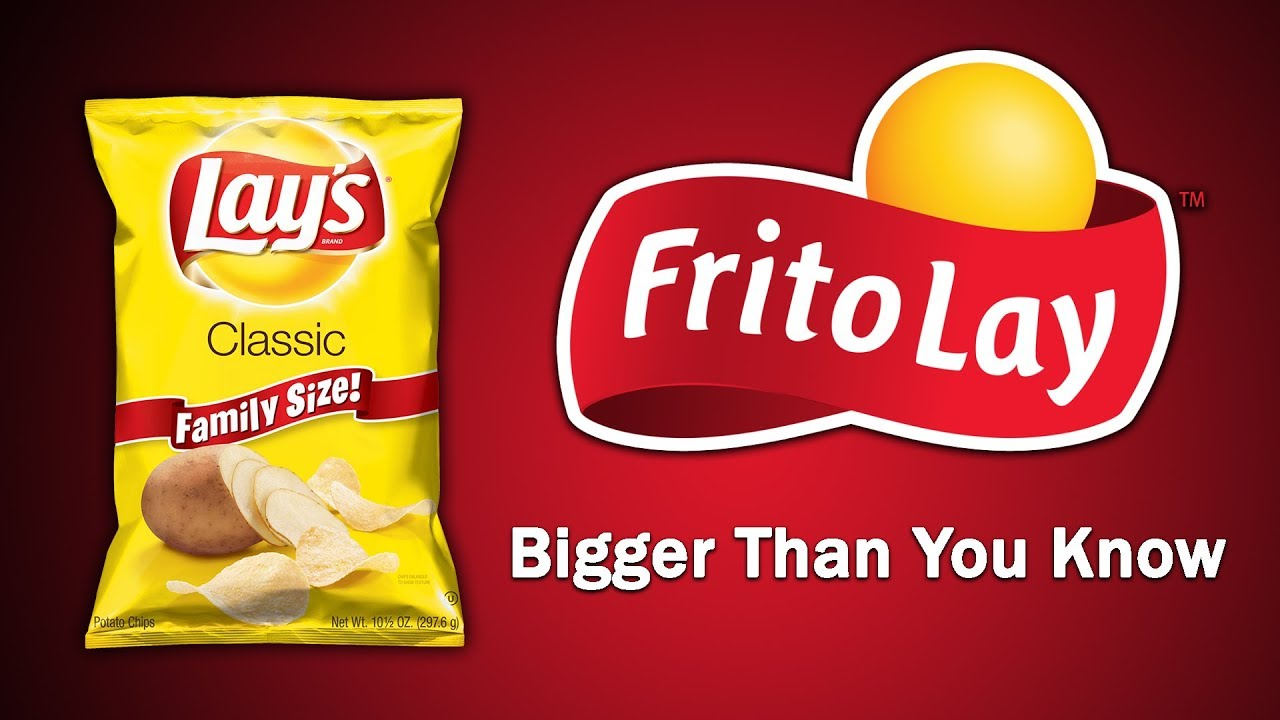 Lay's
BRAND
®
Classic
Family Size!
Potato Chips
Net Wt. 10½ OZ. (297.6 g)
U
FritoLay
™
Bigger Than You Know